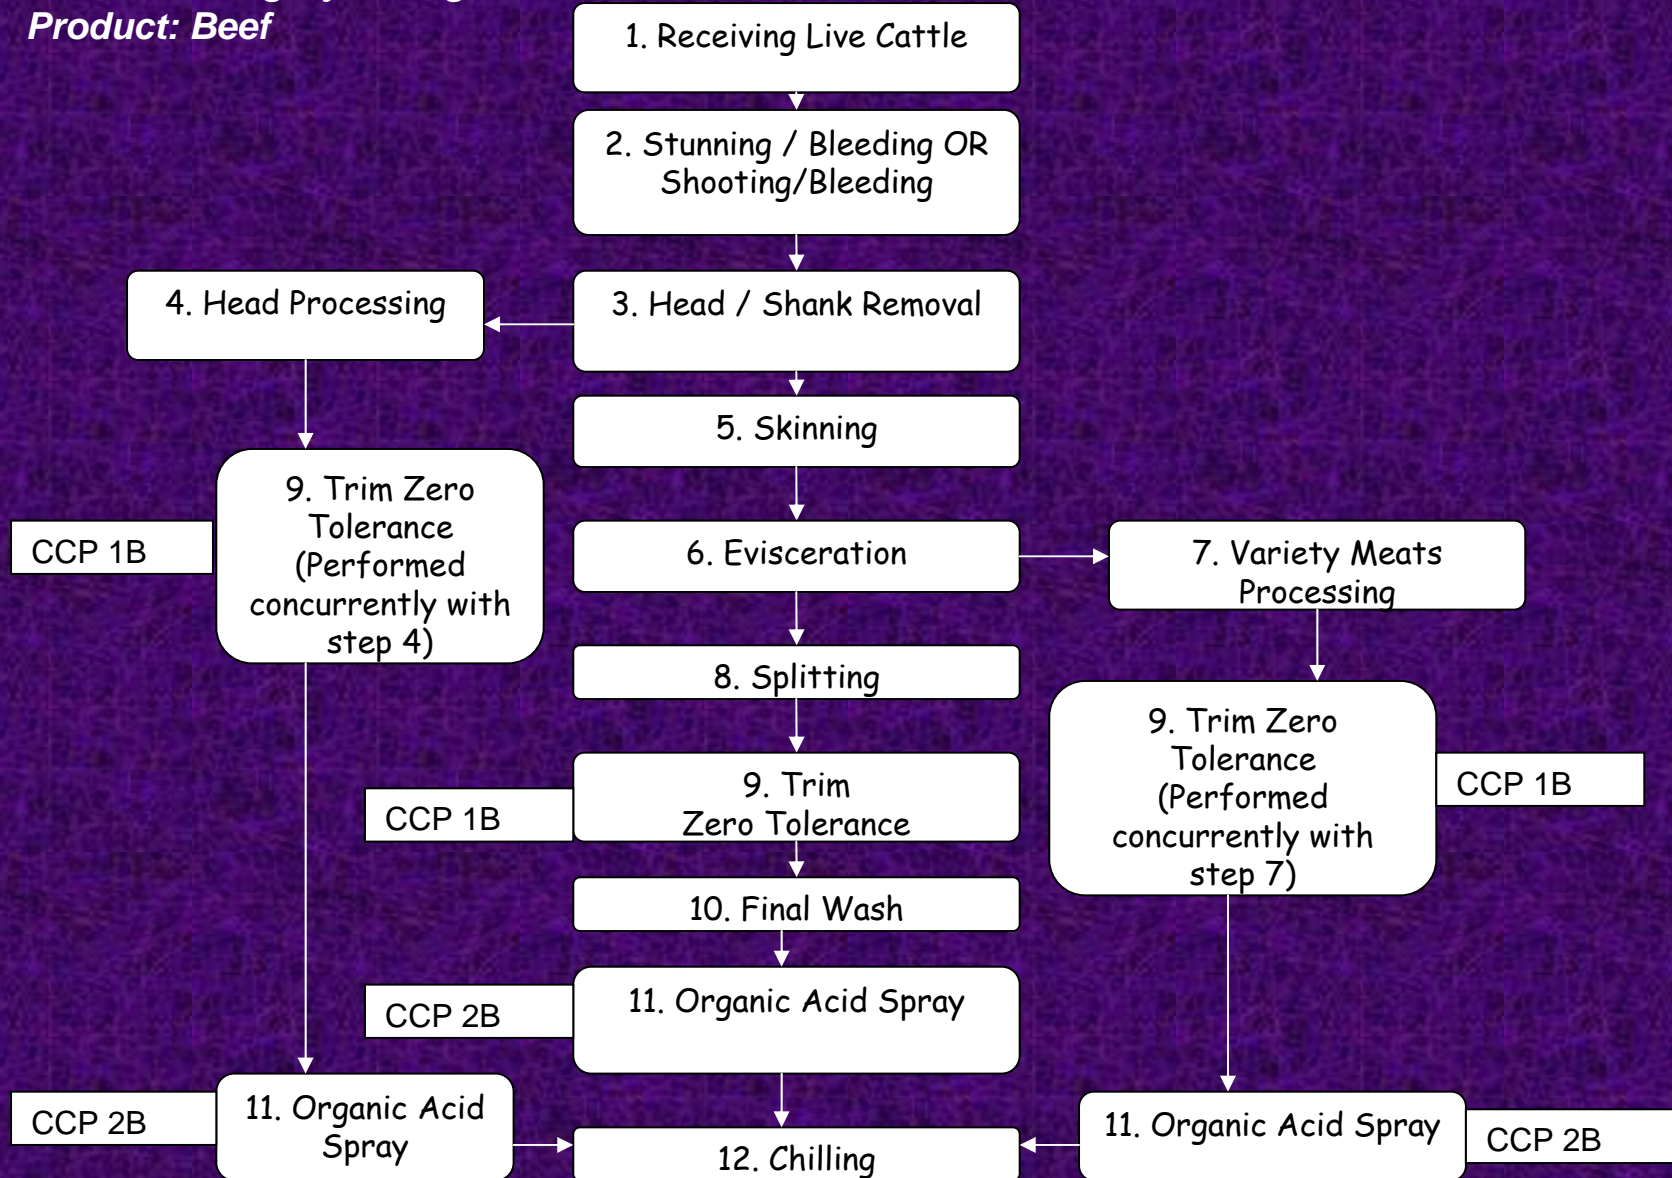 Product: Beef
1. Receiving Live Cattle
2. Stunning / Bleeding OR
Shooting/Bleeding
4. Head Processing
3. Head / Shank Removal
5. Skinning
9. Trim Zero
Tolerance
(Performed
concurrently with
step 4)
CCP 1B
6. Evisceration
7. Variety Meats
Processing
8. Splitting
CCP 1B
9. Trim
Zero Tolerance
9. Trim Zero
Tolerance
(Performed
concurrently with
step 7)
CCP 1B
10. Final Wash
CCP 2B
11. Organic Acid Spray
CCP 2B
11. Organic Acid
Spray
12. Chilling
11. Organic Acid Spray
CCP 2B